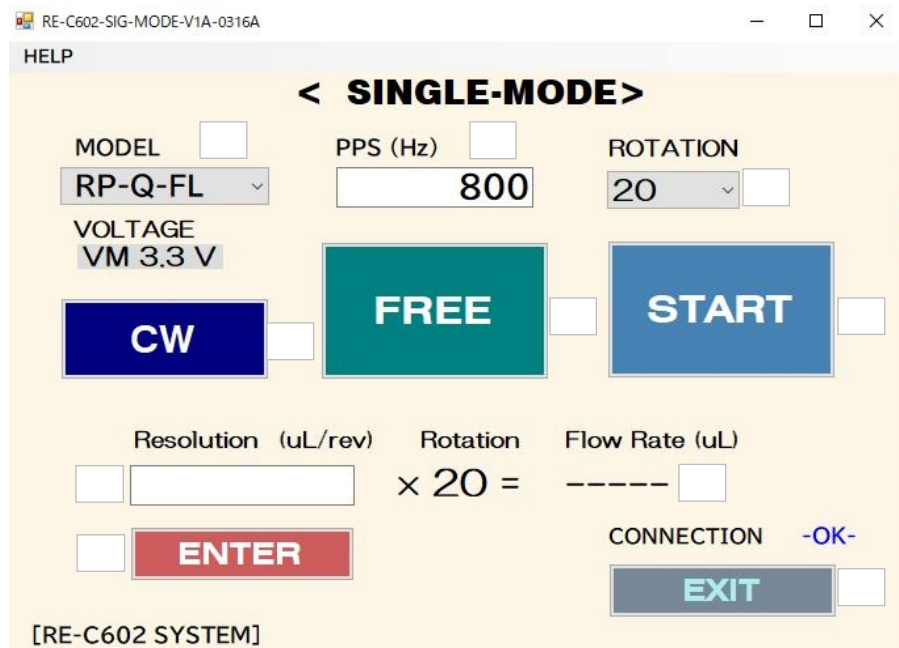 RE-C602-SIG-MODE-V1A-0316A
HELP
< SINGLE-MODE>
MODEL PPS (Hz) ROTATION
RP-Q-FL 800 20
VOLTAGE
VM 3.3 V
CW FREE START
Resolution (uL/rev) Rotation Flow Rate (uL)
× 20 = -----
ENTER
CONNECTION -OK-
EXIT
[RE-C602 SYSTEM]